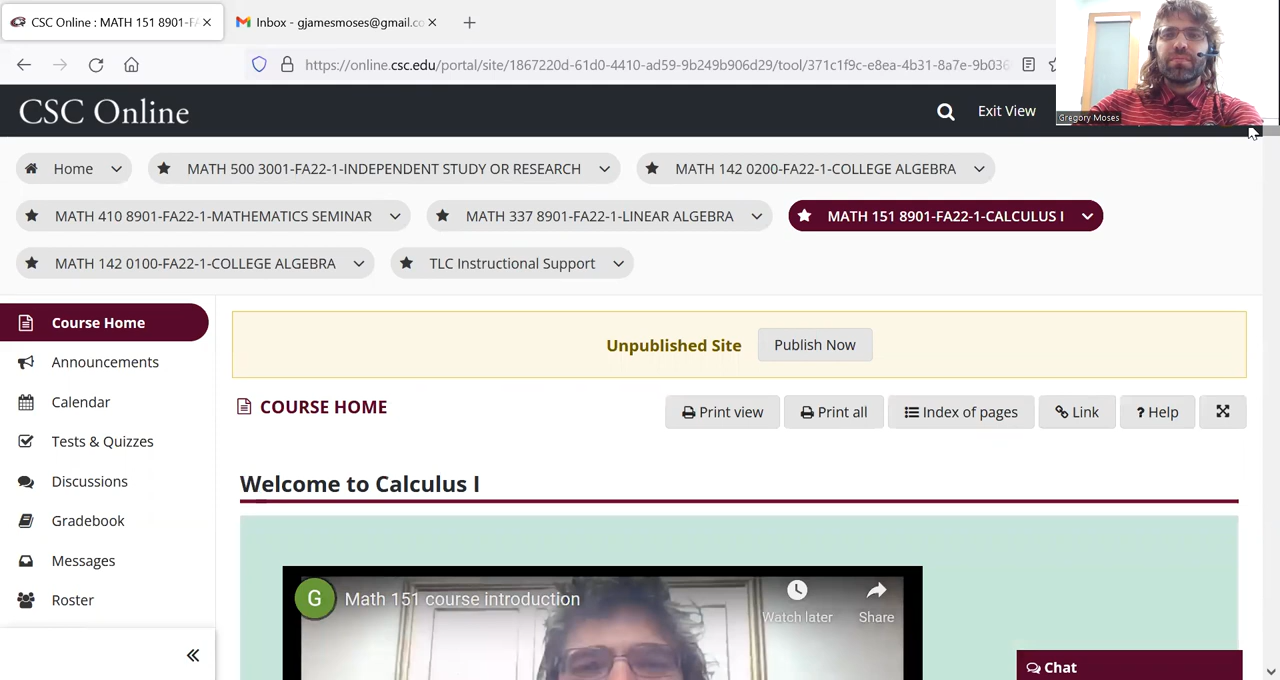 CSC Online : MATH 151 8901-F
Inbox - gjamesmoses@gmail.co
https://online.csc.edu/portal/site/1867220d-61d0-4410-ad59-9b249b906d29/tool/371c1f9c-e8ea-4b31-8a7e-9b036
Gregory Moses
CSC Online
Exit View
Home
MATH 500 3001-FA22-1-INDEPENDENT STUDY OR RESEARCH
MATH 142 0200-FA22-1-COLLEGE ALGEBRA
MATH 410 8901-FA22-1-MATHEMATICS SEMINAR
MATH 337 8901-FA22-1-LINEAR ALGEBRA
MATH 151 8901-FA22-1-CALCULUS I
MATH 142 0100-FA22-1-COLLEGE ALGEBRA
TLC Instructional Support
Course Home
Announcements
Calendar
Tests & Quizzes
Discussions
Gradebook
Messages
Roster
Unpublished Site
Publish Now
COURSE HOME
Print view
Print all
Index of pages
Link
? Help
Welcome to Calculus I
G
Math 151 course introduction
Watch later
Share
Chat